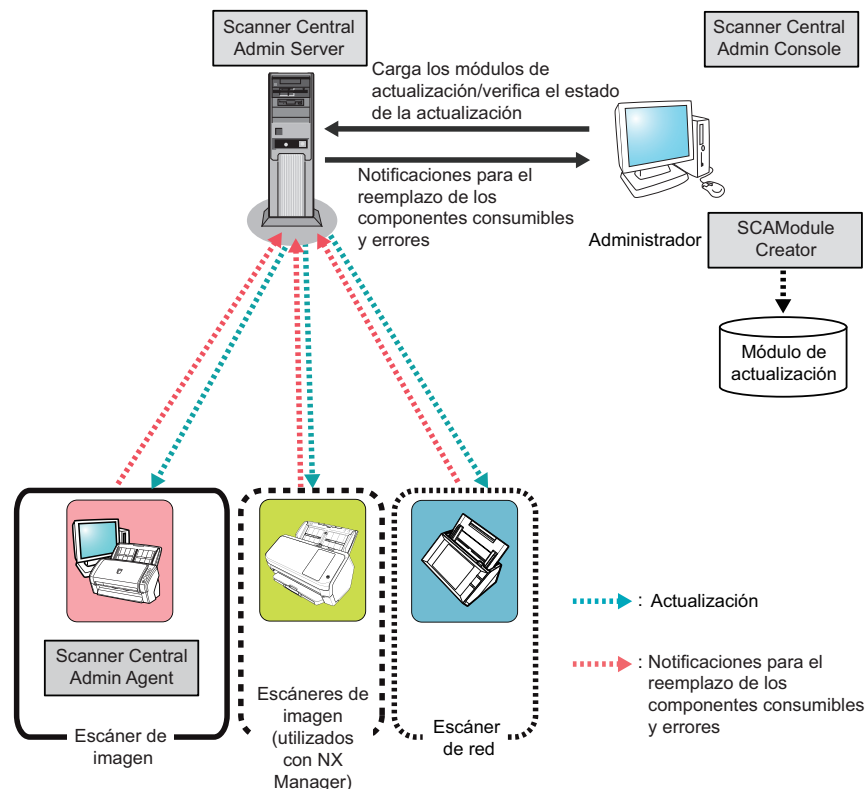 Scanner Central
Admin Server
Scanner Central
Admin Console
Carga los módulos de
actualización/verifica el estado
de la actualización
Notificaciones para el
reemplazo de los
componentes consumibles
y errores
Administrador
SCAModule
Creator
Módulo de
actualización
Scanner Central
Admin Agent
Escáner de
imagen
Escáneres de
imagen
(utilizados
con NX
Manager)
Escáner
de red
: Actualización
: Notificaciones para el
reemplazo de los
componentes consumibles
y errores